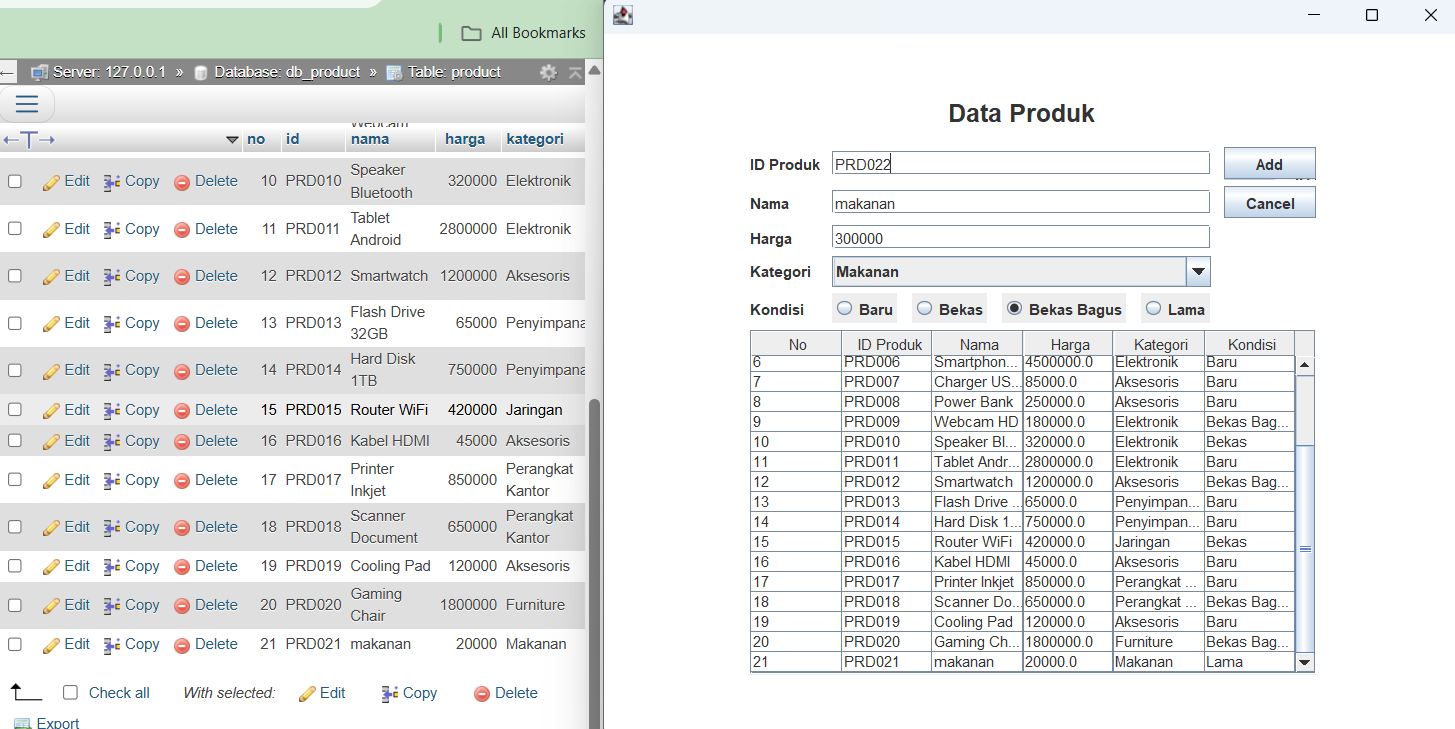 All Bookmarks
Server: 127.0.0.1 » Database: db_product » Table: product
no id nama harga kategori
Edit Copy Delete 10 PRD010 Speaker Bluetooth 320000 Elektronik
Edit Copy Delete 11 PRD011 Tablet Android 2800000 Elektronik
Edit Copy Delete 12 PRD012 Smartwatch 1200000 Aksesoris
Edit Copy Delete 13 PRD013 Flash Drive 32GB 65000 Penyimpana
Edit Copy Delete 14 PRD014 Hard Disk 1TB 750000 Penyimpana
Edit Copy Delete 15 PRD015 Router WiFi 420000 Jaringan
Edit Copy Delete 16 PRD016 Kabel HDMI 45000 Aksesoris
Edit Copy Delete 17 PRD017 Printer Inkjet 850000 Perangkat Kantor
Edit Copy Delete 18 PRD018 Scanner Document 650000 Perangkat Kantor
Edit Copy Delete 19 PRD019 Cooling Pad 120000 Aksesoris
Edit Copy Delete 20 PRD020 Gaming Chair 1800000 Furniture
Edit Copy Delete 21 PRD021 makanan 20000 Makanan
Check all With selected: Edit Copy Delete
Export
Data Produk
ID Produk PRD022 Add
Nama makanan Cancel
Harga 300000
Kategori Makanan
Kondisi Baru Bekas Bekas Bagus Lama
No ID Produk Nama Harga Kategori Kondisi
6 PRD006 Smartphon... 4500000.0 Elektronik Baru
7 PRD007 Charger US... 85000.0 Aksesoris Baru
8 PRD008 Power Bank 250000.0 Aksesoris Baru
9 PRD009 Webcam HD 180000.0 Elektronik Bekas Bag...
10 PRD010 Speaker Bl... 320000.0 Elektronik Bekas
11 PRD011 Tablet Andr... 2800000.0 Elektronik Baru
12 PRD012 Smartwatch 1200000.0 Aksesoris Bekas Bag...
13 PRD013 Flash Drive ... 65000.0 Penyimpan... Baru
14 PRD014 Hard Disk 1... 750000.0 Penyimpan... Baru
15 PRD015 Router WiFi 420000.0 Jaringan Bekas
16 PRD016 Kabel HDMI 45000.0 Aksesoris Baru
17 PRD017 Printer Inkjet 850000.0 Perangkat ... Baru
18 PRD018 Scanner Do... 650000.0 Perangkat ... Bekas Bag...
19 PRD019 Cooling Pad 120000.0 Aksesoris Baru
20 PRD020 Gaming Ch... 1800000.0 Furniture Bekas Bag...
21 PRD021 makanan 20000.0 Makanan Lama